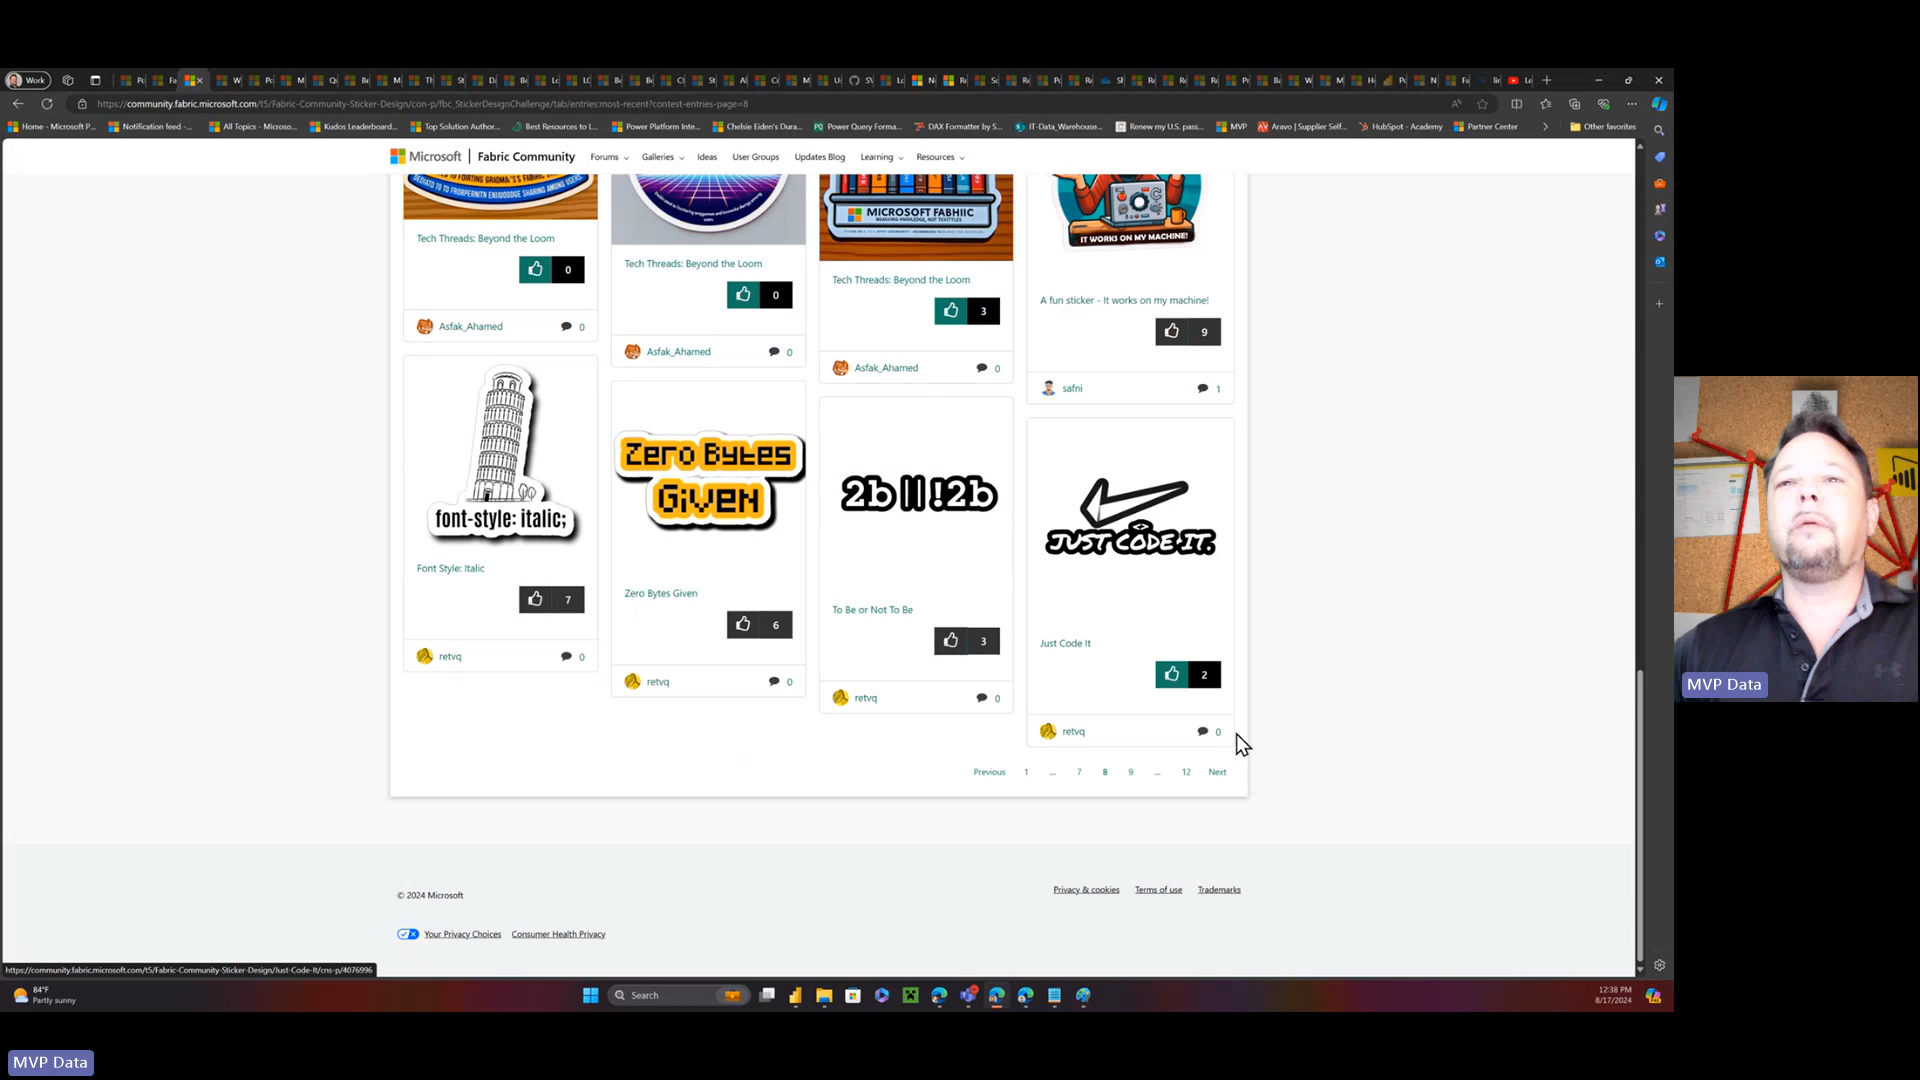 Work
https://community.fabric.microsoft.com/t5/Fabric-Community-Sticker-Design/con-p/fbc_StickerDesignChallenge/tab/entries:most-recent?contest-entries-page=8
Home - Microsoft P... Notification feed -... All Topics - Microso... Kudos Leaderboard... Top Solution Author... Best Resources to L... Power Platform Inte... Chelsie Eiden's Dura... Power Query Forma... DAX Formatter by S... IT-Data_Warehouse... Renew my U.S. pass... MVP Aravo | Supplier Self... HubSpot - Academy Partner Center Other favorites
Microsoft | Fabric Community Forums Galleries Ideas User Groups Updates Blog Learning Resources
MICROSOFT FABHIIC
IT WORKS ON MY MACHINE!
Tech Threads: Beyond the Loom
0
Asfak_Ahamed 0
Tech Threads: Beyond the Loom
0
Asfak_Ahamed 0
Tech Threads: Beyond the Loom
3
Asfak_Ahamed 0
A fun sticker - It works on my machine!
9
safni 1
font-style: italic;
Font Style: Italic
7
retvq 0
Zero Bytes
Given
Zero Bytes Given
6
retvq 0
2b||!2b
To Be or Not To Be
3
retvq 0
JUST CODE IT.
Just Code It
2
retvq 0
Previous 1 ... 7 8 9 ... 12 Next
© 2024 Microsoft
Privacy & cookies Terms of use Trademarks
Your Privacy Choices Consumer Health Privacy
https://community.fabric.microsoft.com/t5/Fabric-Community-Sticker-Design/Just-Code-It/cns-p/4076996
84°F
Partly sunny
Search
12:38 PM
8/17/2024
MVP Data
MVP Data